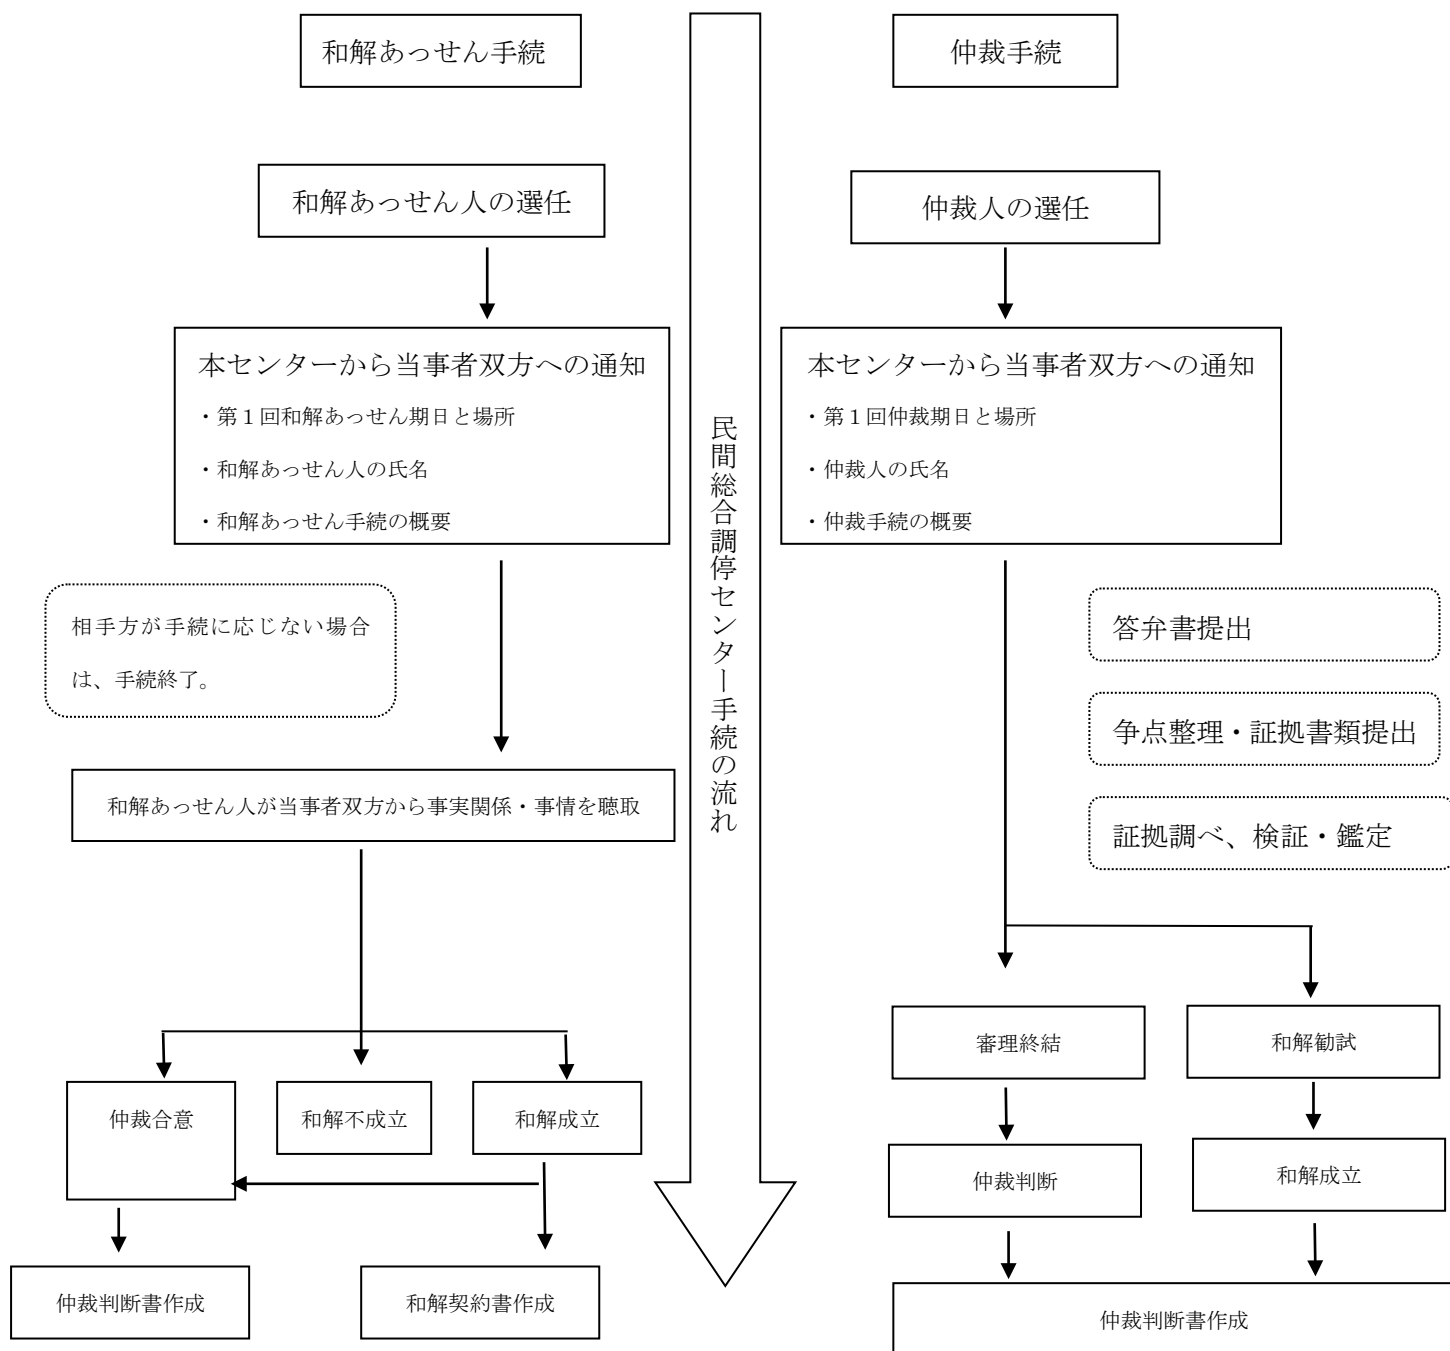 和解あっせん手続
和解あっせん人の選任
本センターから当事者双方への通知
・第１回和解あっせん期日と場所
・和解あっせん人の氏名
・和解あっせん手続の概要
相手方が手続に応じない場合
は、手続終了。
和解あっせん人が当事者双方から事実関係・事情を聴取
仲裁合意
和解不成立
和解成立
仲裁判断書作成
和解契約書作成
民間総合調停センター手続の流れ
仲裁手続
仲裁人の選任
本センターから当事者双方への通知
・第１回仲裁期日と場所
・仲裁人の氏名
・仲裁手続の概要
答弁書提出
争点整理・証拠書類提出
証拠調べ、検証・鑑定
審理終結
和解勧試
仲裁判断
和解成立
仲裁判断書作成